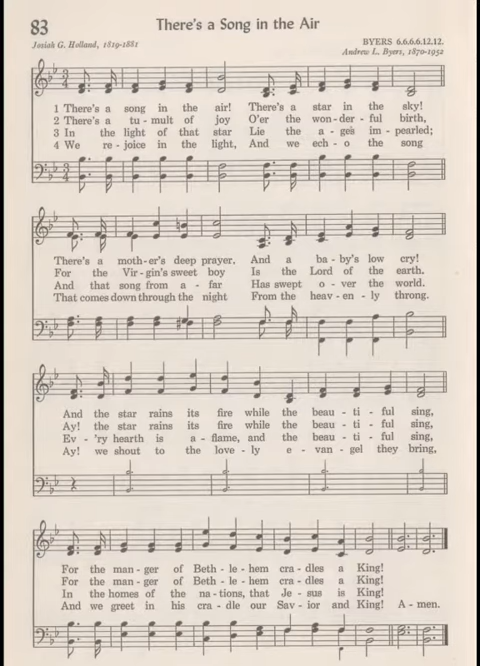 83
There's a Song in the Air
Josiah G. Holland, 1819-1881
BYERS 6.6.6.6.12.12.
Andrew L. Byers, 1870-1952
1 There's a song in the air! There's a star in the sky!
2 There's a tu - mult of joy O'er the won - der - ful birth,
3 In the light of that star Lie the a - ges im - pearled;
4 We re - joice in the light, And we ech - o the song
There's a moth - er's deep prayer, And a ba - by's low cry!
For the Vir - gin's sweet boy Is the Lord of the earth.
And that song from a - far Has swept o - ver the world.
That comes down through the night From the heav - en - ly throng.
And the star rains its fire while the beau - ti - ful sing,
Ay! the star rains its fire while the beau - ti - ful sing,
Ev - 'ry hearth is a - flame, and the beau - ti - ful sing,
Ay! we shout to the love - ly e - van - gel they bring,
For the man - ger of Beth - le - hem cra - dles a King!
For the man - ger of Beth - le - hem cra - dles a King!
In the homes of the na - tions, that Je - sus is King!
And we greet in his cra - dle our Sav - ior and King! A - men.